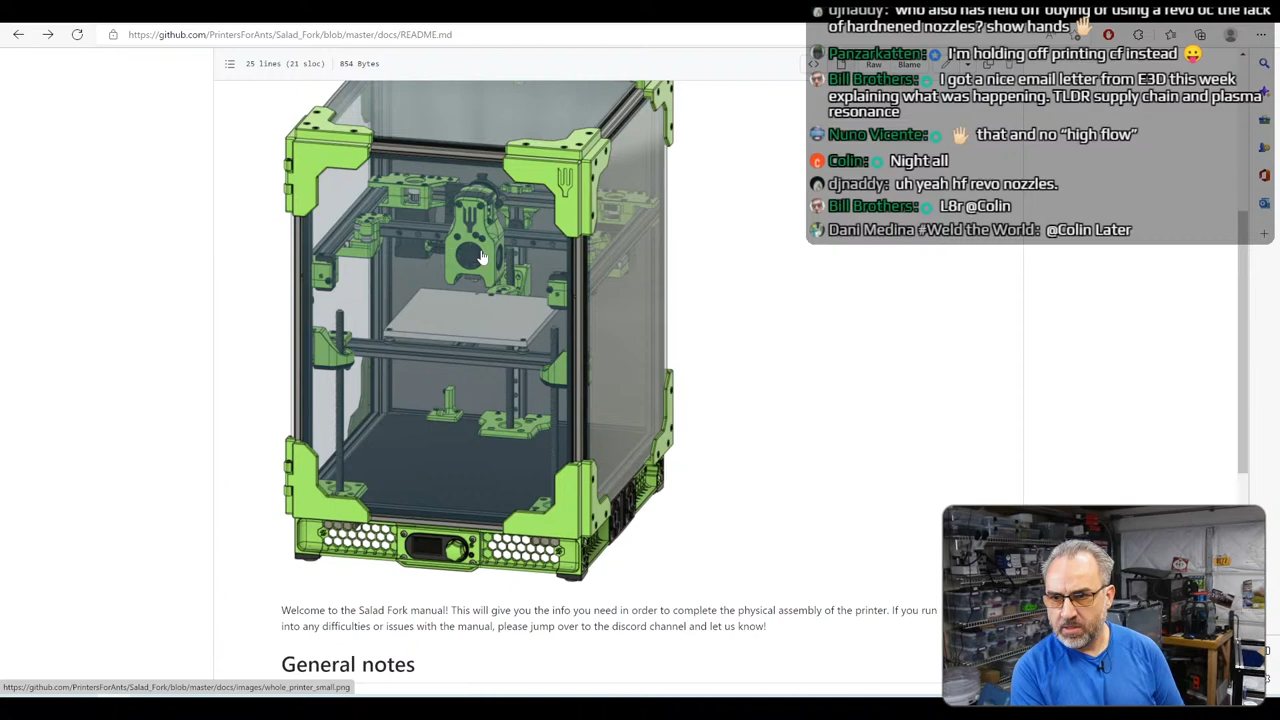 https://github.com/PrintersForAnts/Salad_Fork/blob/master/docs/README.md
25 lines (21 sloc)
854 Bytes
Raw
Blame
djnaddy: who also has held off buying or using a revo bc the lack
of hardnened nozzles? show hands 🖐
Panzarkatten: I'm holding off printing cf instead 😛
Bill Brothers: I got a nice email letter from E3D this week
explaining what was happening. TLDR supply chain and plasma
resonance
Nuno Vicente: 🖐 that and no “high flow”
Colin: Night all
djnaddy: uh yeah hf revo nozzles.
Bill Brothers: L8r @Colin
Dani Medina #Weld the World: @Colin Later
Welcome to the Salad Fork manual! This will give you the info you need in order to complete the physical assembly of the printer. If you run
into any difficulties or issues with the manual, please jump over to the discord channel and let us know!
General notes
https://github.com/PrintersForAnts/Salad_Fork/blob/master/docs/images/whole_printer_small.png